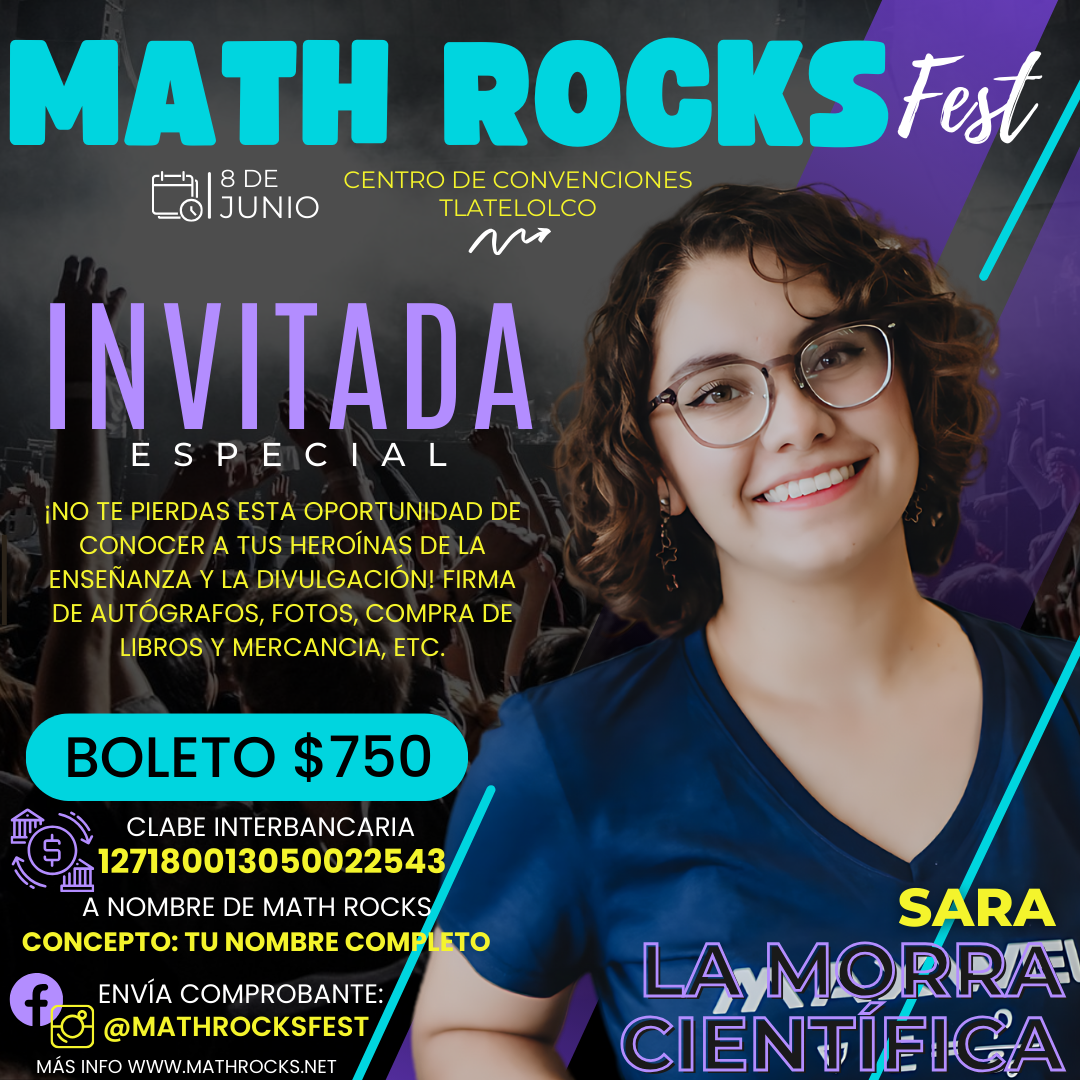 MATH ROCKS Fest
8 DE
JUNIO
CENTRO DE CONVENCIONES
TLATELOLCO
INVITADA
ESPECIAL
¡NO TE PIERDAS ESTA OPORTUNIDAD DE
CONOCER A TUS HEROÍNAS DE LA
ENSEÑANZA Y LA DIVULGACIÓN! FIRMA
DE AUTÓGRAFOS, FOTOS, COMPRA DE
LIBROS Y MERCANCIA, ETC.
BOLETO $750
CLABE INTERBANCARIA
127180013050022543
A NOMBRE DE MATH ROCKS
CONCEPTO: TU NOMBRE COMPLETO
ENVÍA COMPROBANTE:
@MATHROCKSFEST
MÁS INFO WWW.MATHROCKS.NET
SARA
LA MORRA
CIENTÍFICA